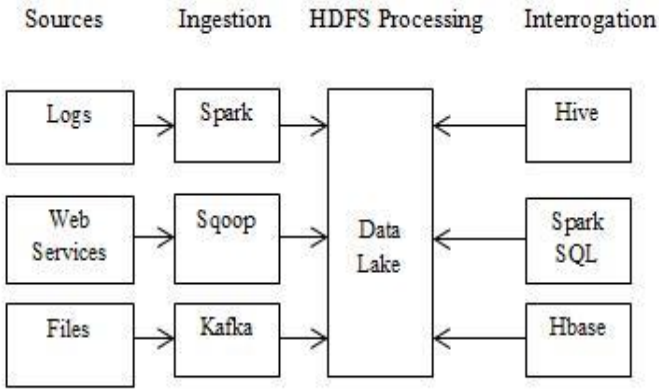 Sources Ingestion HDFS Processing Interrogation
Logs Spark Hive
Web Services Sqoop Data Lake Spark SQL
Files Kafka Hbase